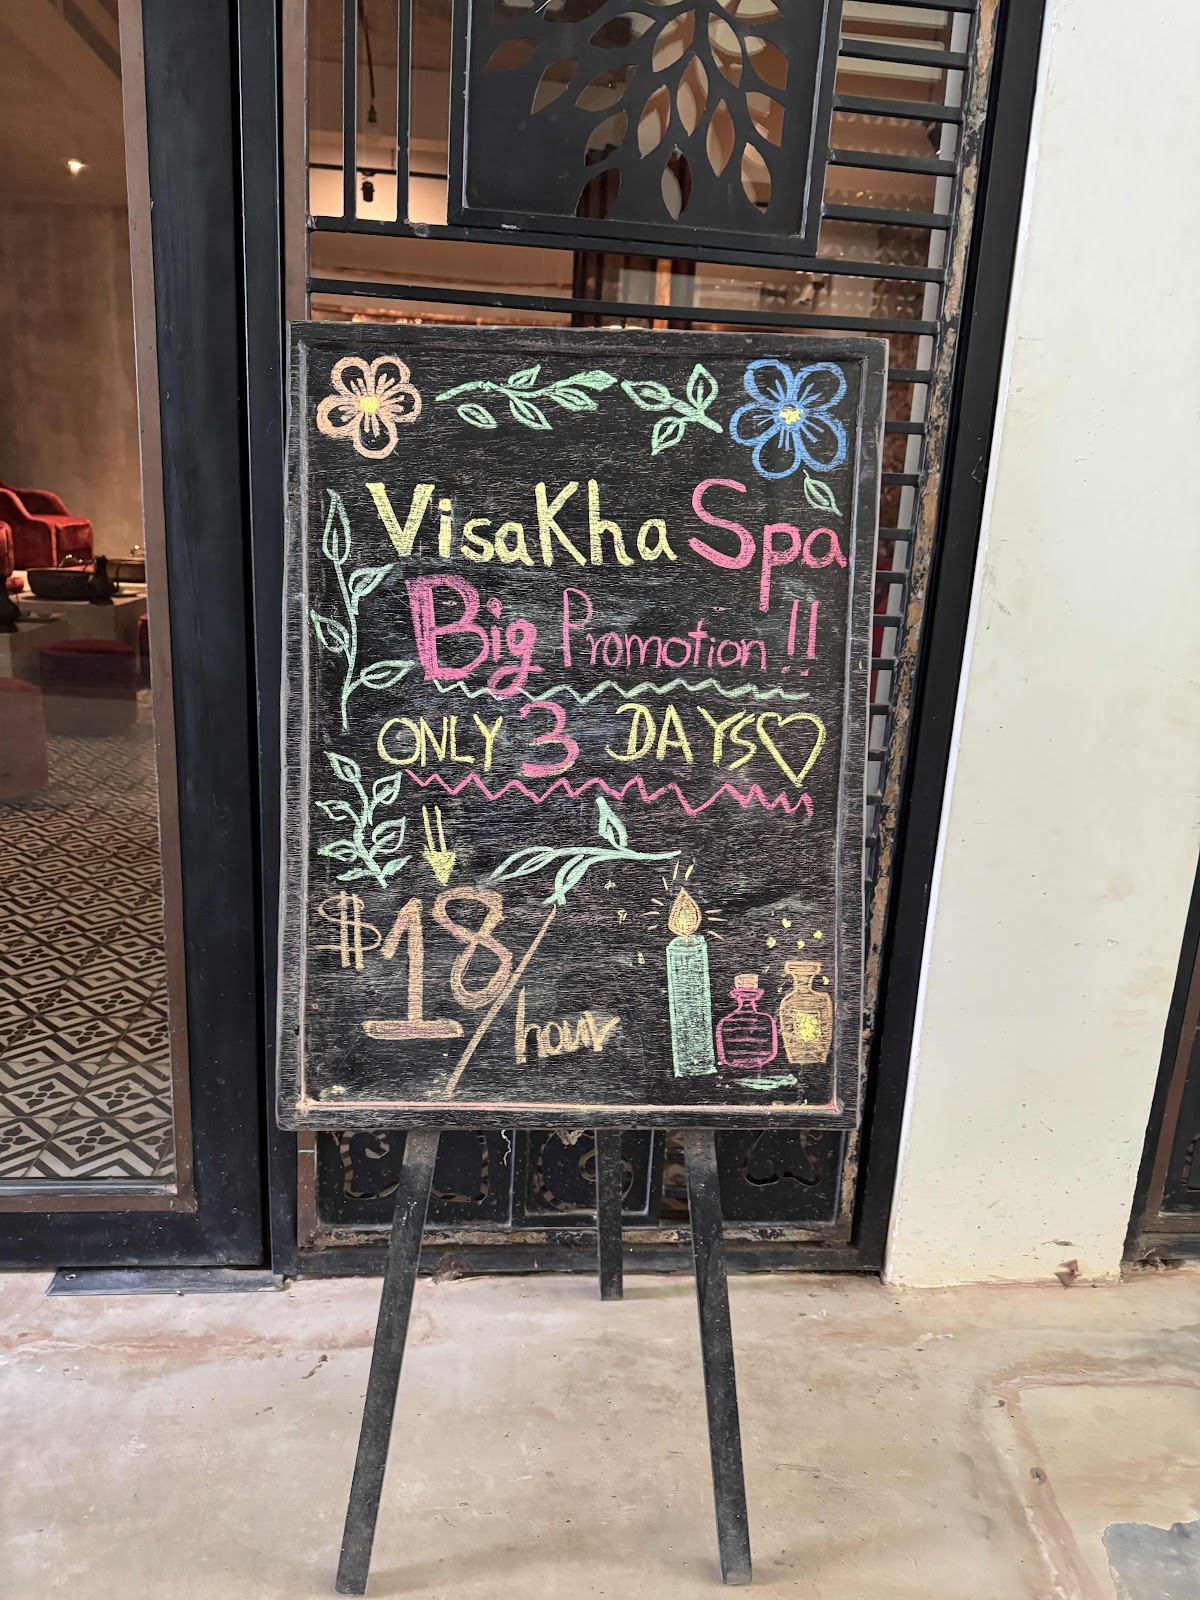 VisaKha Spa
Big Promotion !!
ONLY 3 DAYS
$18/hour